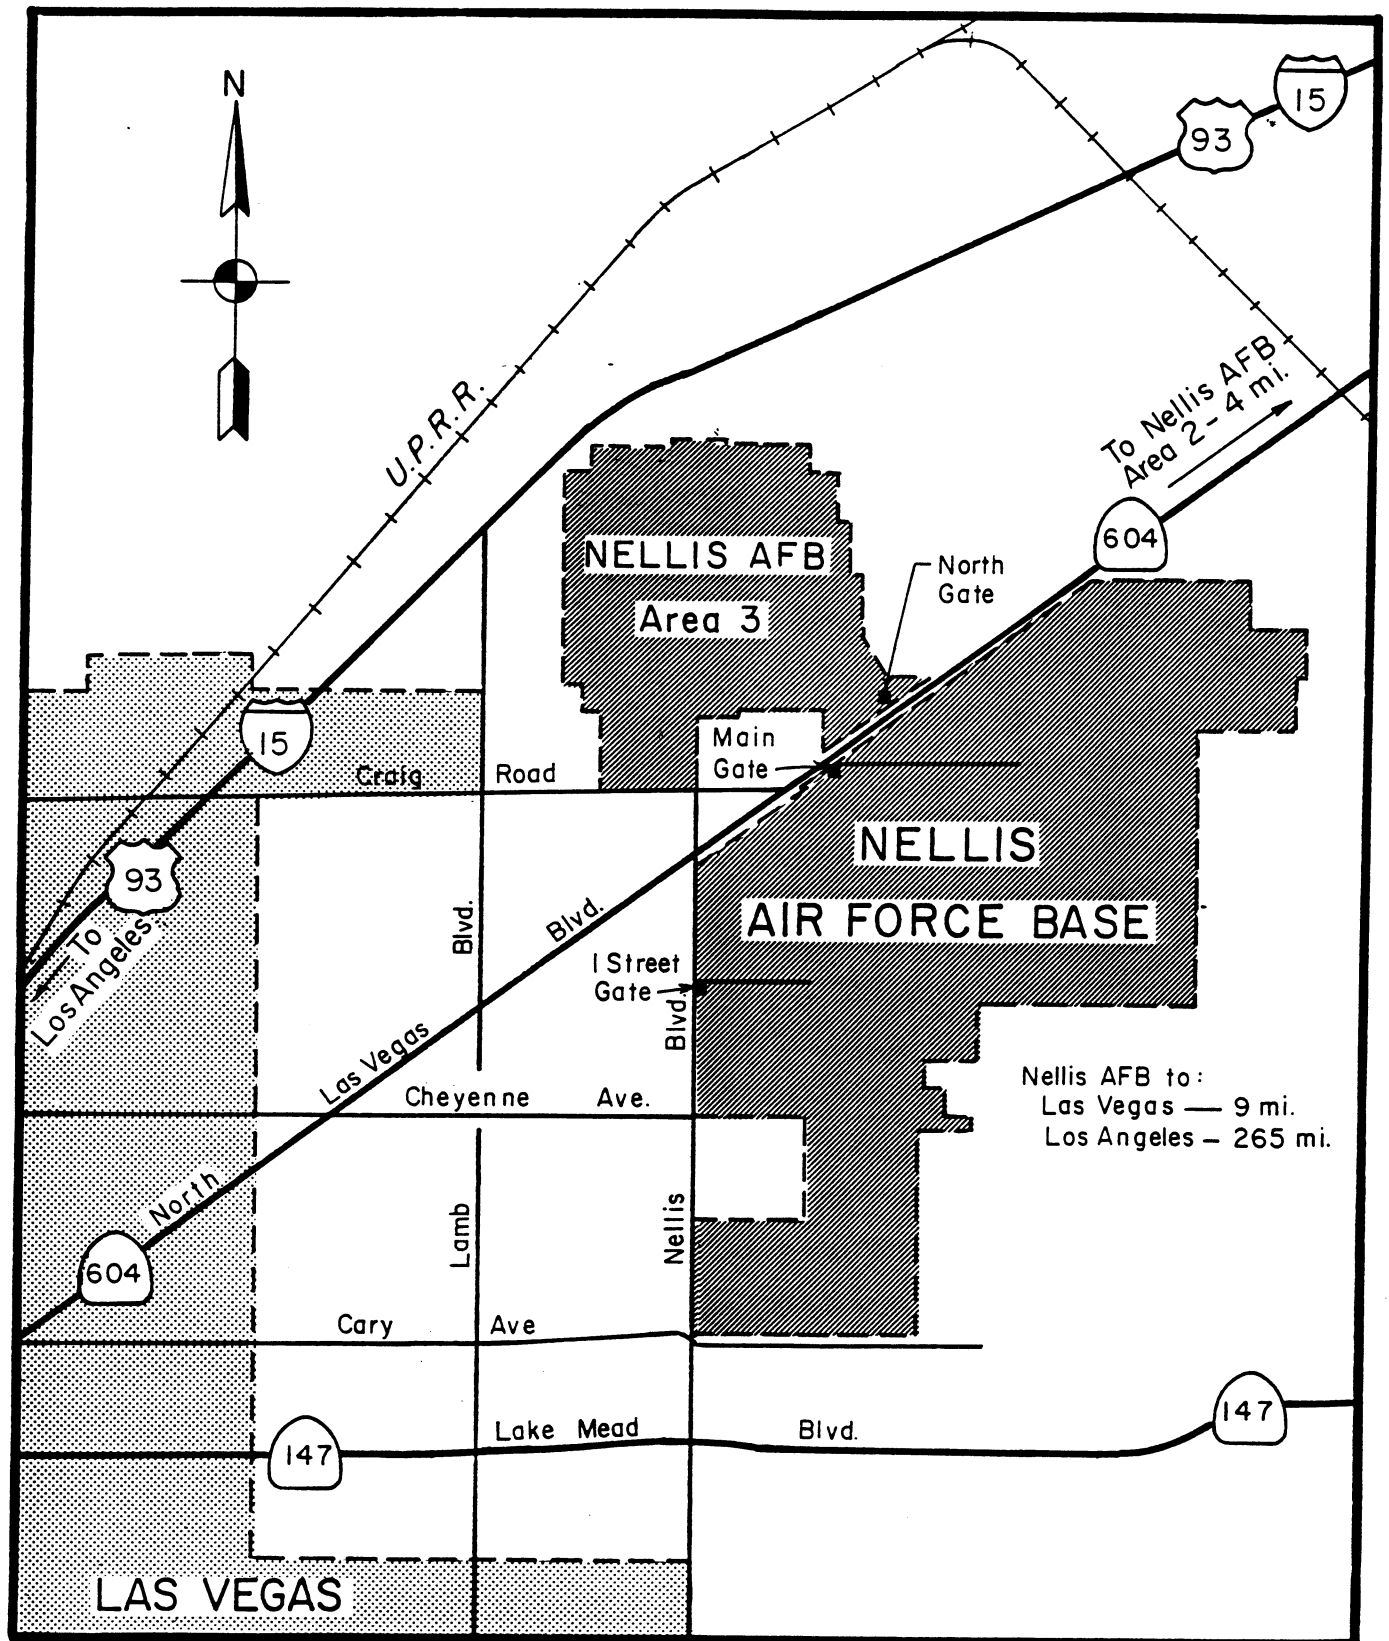 N
15
93
U.P.R.R.
To Nellis AFB
Area 2 - 4 mi.
604
NELLIS AFB
Area 3
North
Gate
15
Main
Gate
Craig Road
93
NELLIS
AIR FORCE BASE
To
Los Angeles
Blvd.
Blvd.
I Street
Gate
Blvd.
Las Vegas
Cheyenne Ave.
Nellis AFB to:
Las Vegas — 9 mi.
Los Angeles – 265 mi.
North
Lamb
Nellis
604
Cary Ave
147
Lake Mead Blvd.
147
LAS VEGAS